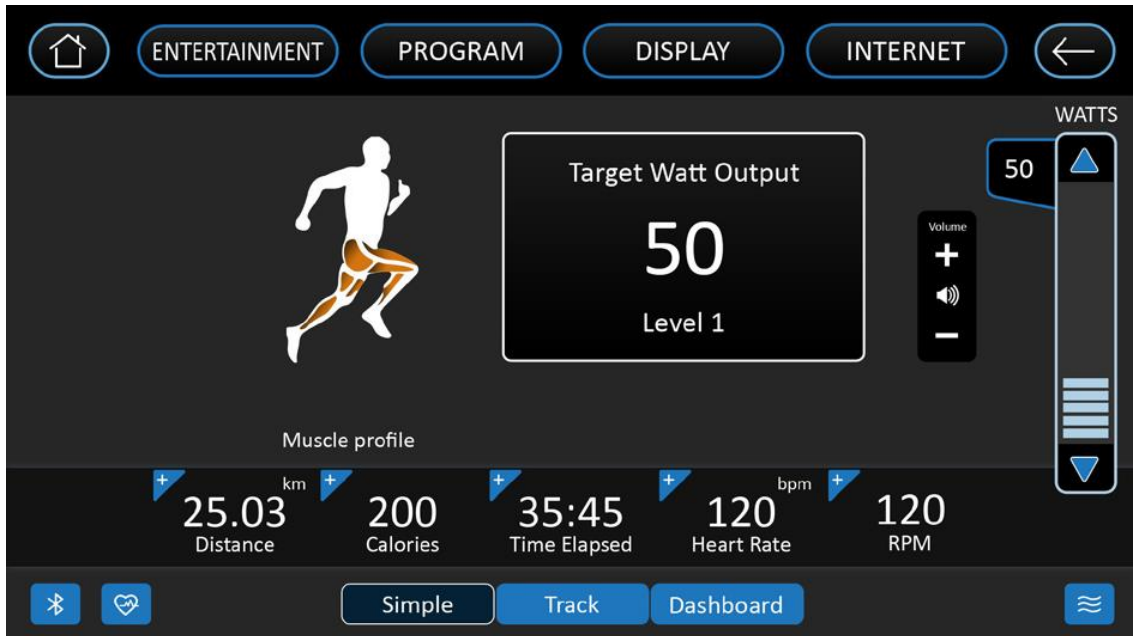 ENTERTAINMENT PROGRAM DISPLAY INTERNET
WATTS
50
Target Watt Output
50
Level 1
Volume
+
−
Muscle profile
+ 25.03 km
Distance
+ 200
Calories
+ 35:45
Time Elapsed
+ 120 bpm
Heart Rate
+ 120
RPM
Simple Track Dashboard